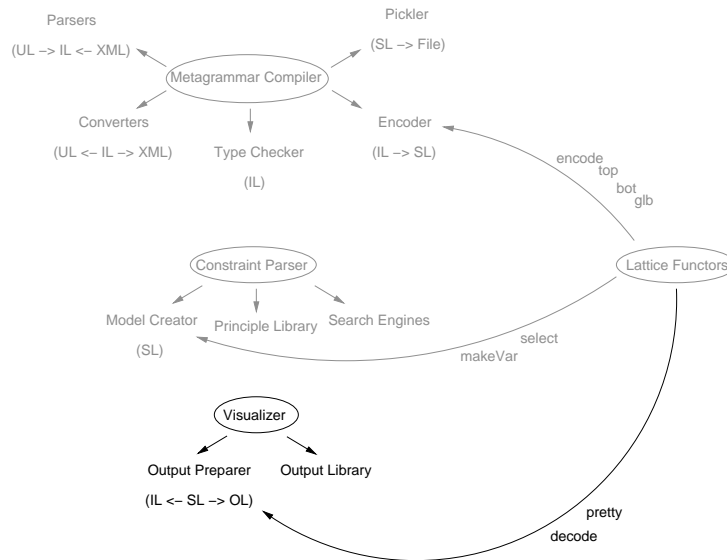 Parsers
(UL −> IL <− XML)
Pickler
(SL −> File)
Metagrammar Compiler
Converters
(UL <− IL −> XML)
Type Checker
(IL)
Encoder
(IL −> SL)
encode
top
bot
glb
Constraint Parser
Lattice Functors
Model Creator
(SL)
Principle Library
Search Engines
select
makeVar
Visualizer
Output Preparer
(IL <− SL −> OL)
Output Library
pretty
decode